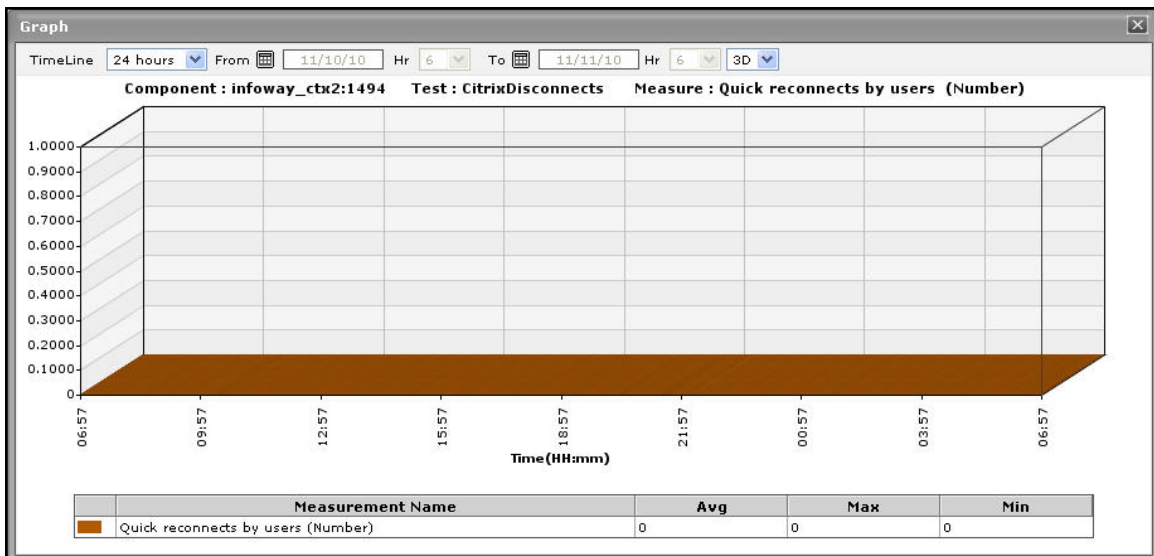 Graph
TimeLine 24 hours From 11/10/10 Hr 6 To 11/11/10 Hr 6 3D
Component : infoway_ctx2:1494 Test : CitrixDisconnects Measure : Quick reconnects by users (Number)
1.0000
0.9000
0.8000
0.7000
0.6000
0.5000
0.4000
0.3000
0.2000
0.1000
0
06:57 09:57 12:57 15:57 18:57 21:57 00:57 03:57 06:57
Time(HH:mm)
Measurement Name Avg Max Min
Quick reconnects by users (Number) 0 0 0